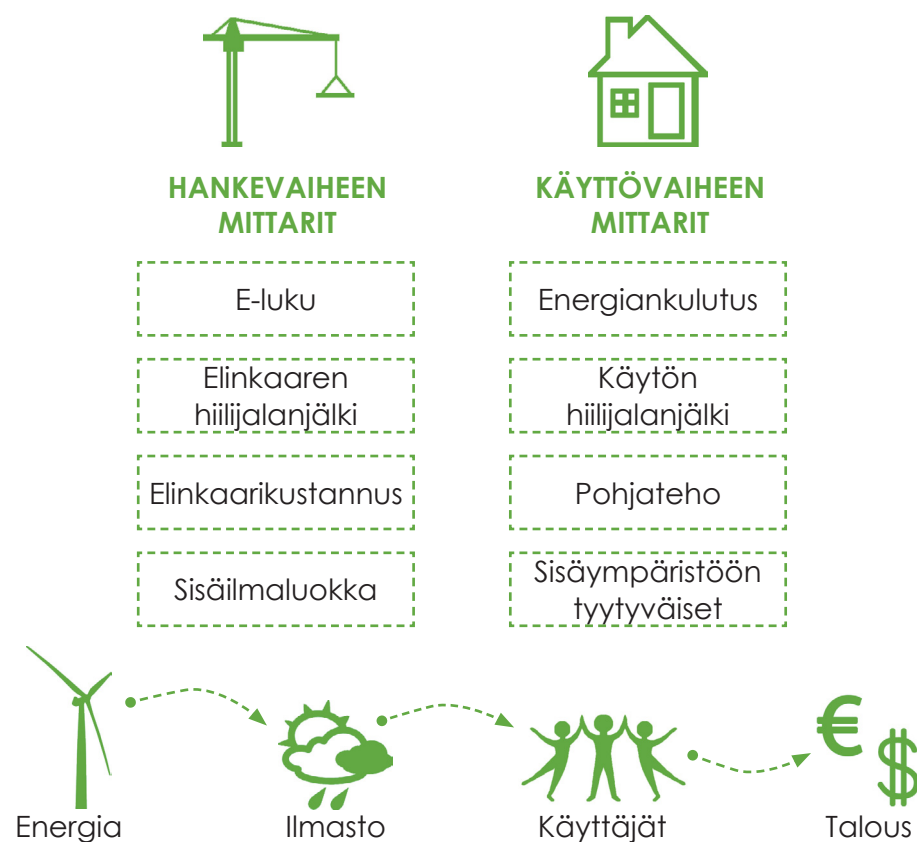 HANKEVAIHEEN
MITTARIT
E-luku
Elinkaaren
hiilijalanjälki
Elinkaarikustannus
Sisäilmaluokka
KÄYTTÖVAIHEEN
MITTARIT
Energiankulutus
Käytön
hiilijalanjälki
Pohjateho
Sisäympäristöön
tyytyväiset
€
$
Energia
Ilmasto
Käyttäjät
Talous